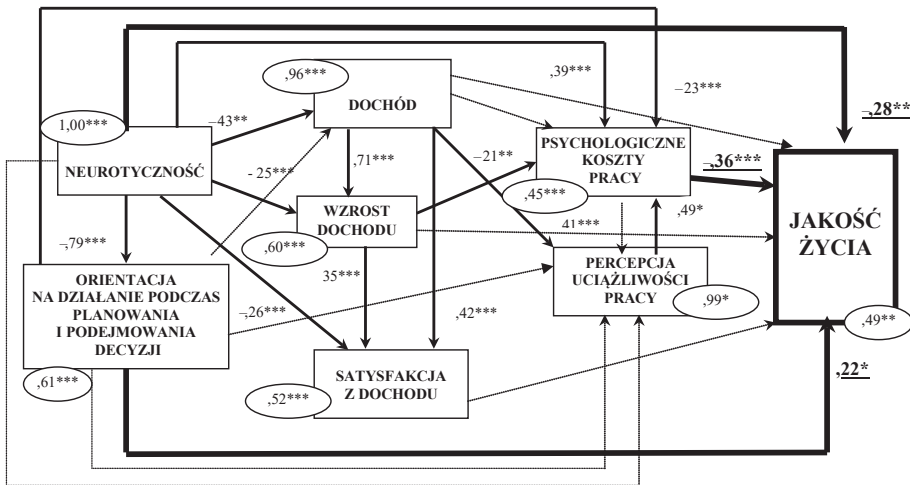 ,96***
DOCHÓD
,39***
–23***
–,28**
1,00***
NEUROTYCZNOŚĆ
–43**
- 25***
,71***
–21**
PSYCHOLOGICZNE
KOSZTY
PRACY
,45***
–,36***
JAKOŚĆ
ŻYCIA
,49**
WZROST
DOCHODU
,60***
41***
,49*
–,79***
ORIENTACJA
NA DZIAŁANIE PODCZAS
PLANOWANIA
I PODEJMOWANIA
DECYZJI
,61***
–,26***
35***
,42***
PERCEPCJA
UCIĄŻLIWOŚCI
PRACY
,99*
SATYSFAKCJA
Z DOCHODU
,52***
,22*